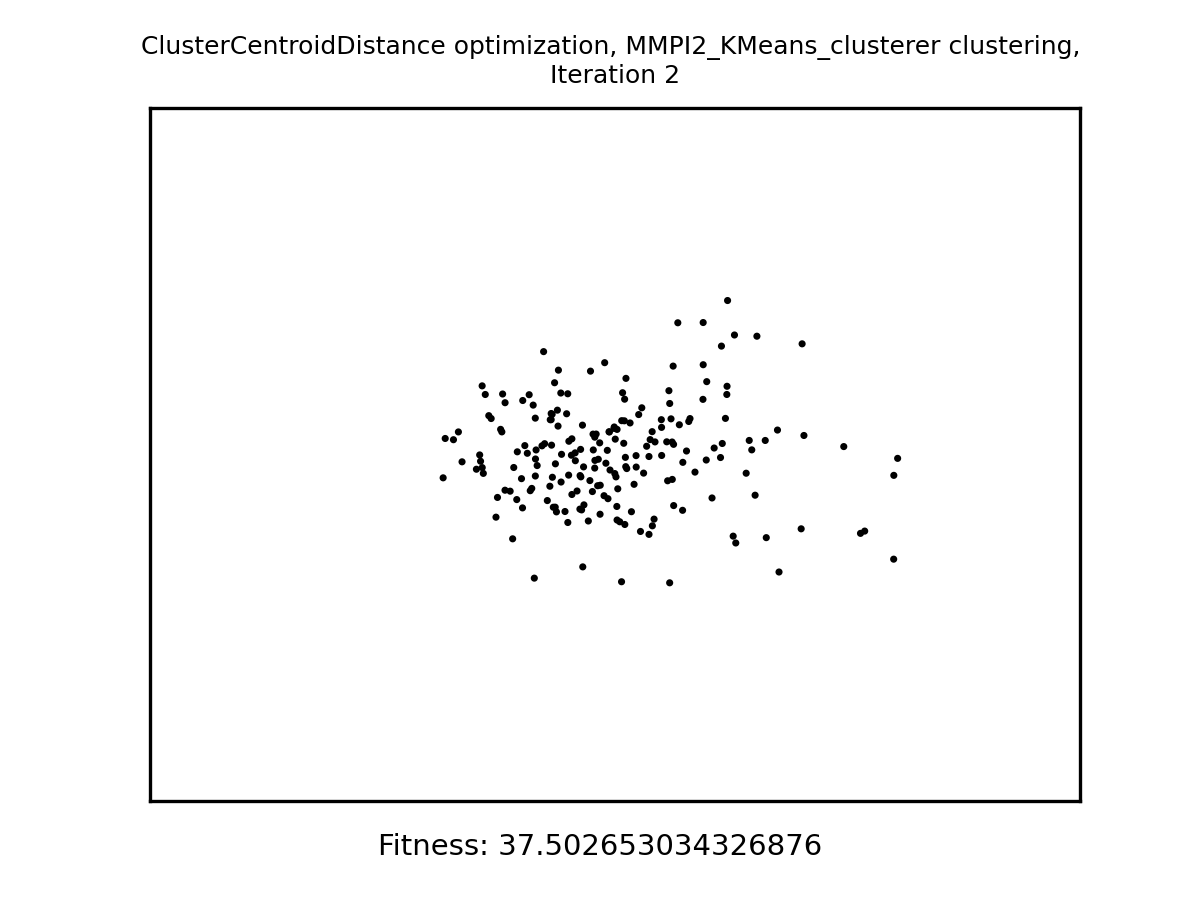 ClusterCentroidDistance optimization, MMPI2_KMeans_clusterer clustering,
Iteration 2
Fitness: 37.502653034326876